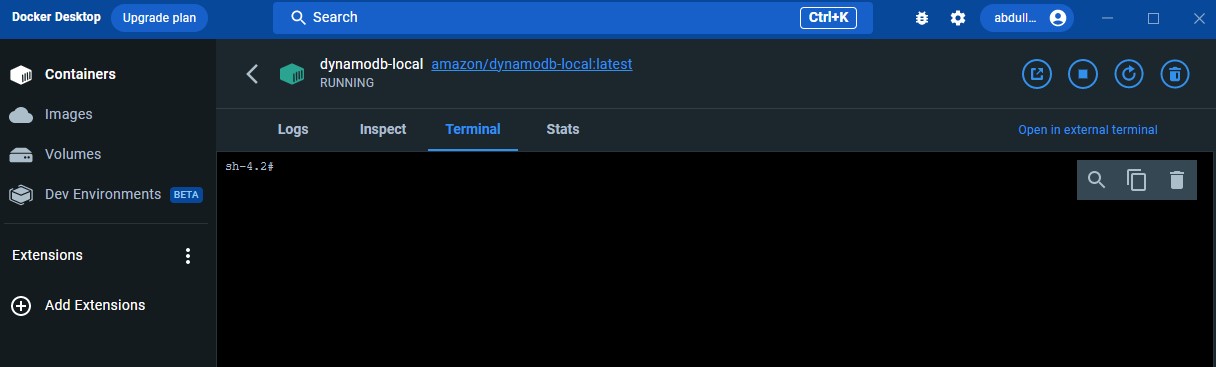 Docker Desktop Upgrade plan Search Ctrl+K abdull...
Containers
Images
Volumes
Dev Environments BETA
Extensions
Add Extensions
dynamodb-local amazon/dynamodb-local:latest
RUNNING
Logs Inspect Terminal Stats Open in external terminal
sh-4.2#